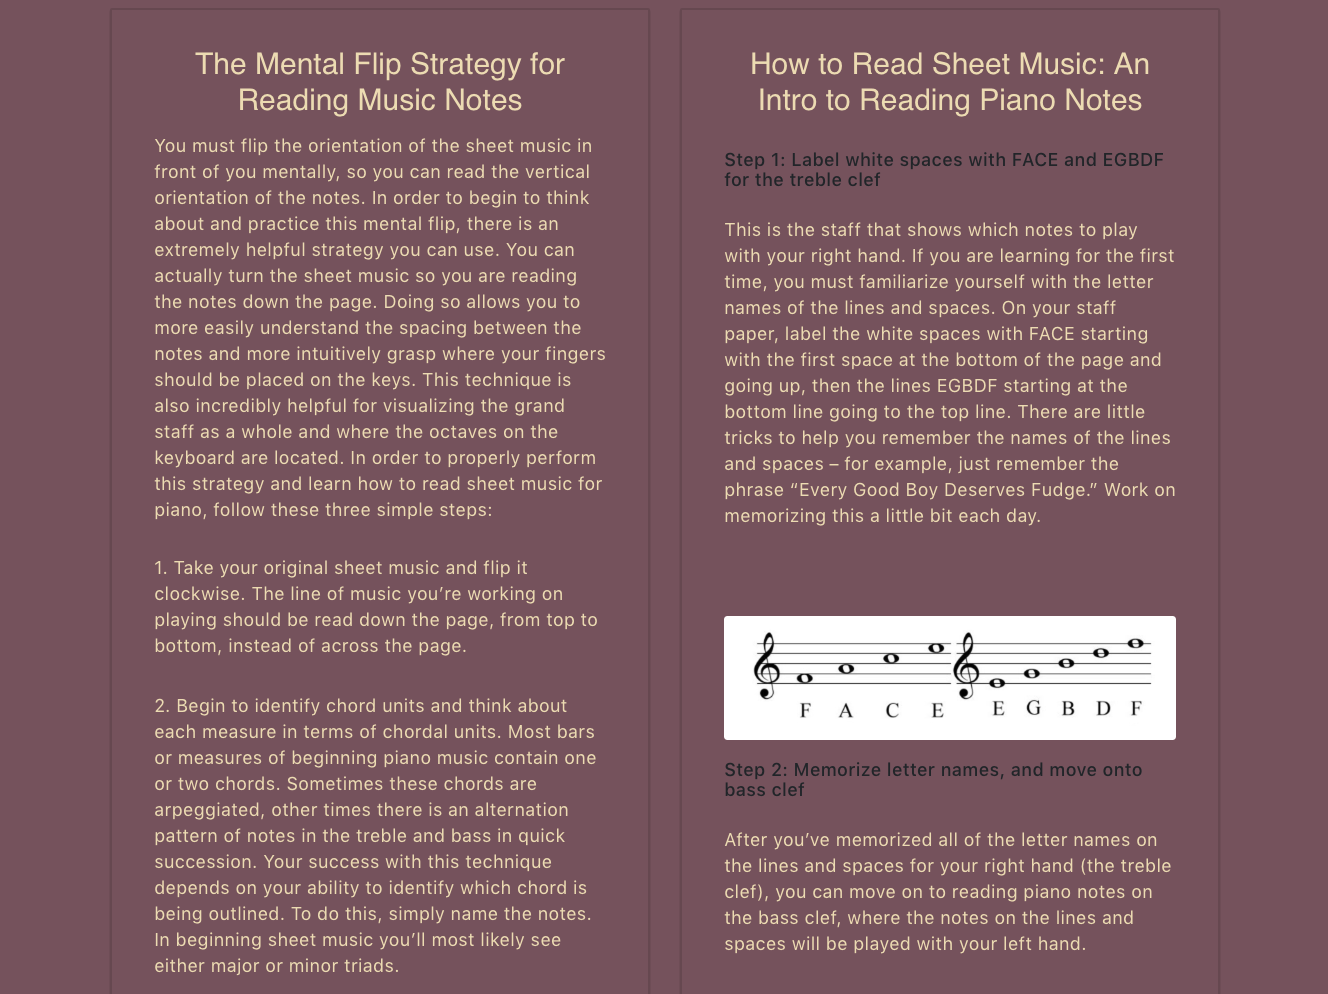 The Mental Flip Strategy for
Reading Music Notes
You must flip the orientation of the sheet music in
front of you mentally, so you can read the vertical
orientation of the notes. In order to begin to think
about and practice this mental flip, there is an
extremely helpful strategy you can use. You can
actually turn the sheet music so you are reading
the notes down the page. Doing so allows you to
more easily understand the spacing between the
notes and more intuitively grasp where your fingers
should be placed on the keys. This technique is
also incredibly helpful for visualizing the grand
staff as a whole and where the octaves on the
keyboard are located. In order to properly perform
this strategy and learn how to read sheet music for
piano, follow these three simple steps:
1. Take your original sheet music and flip it
clockwise. The line of music you’re working on
playing should be read down the page, from top to
bottom, instead of across the page.
2. Begin to identify chord units and think about
each measure in terms of chordal units. Most bars
or measures of beginning piano music contain one
or two chords. Sometimes these chords are
arpeggiated, other times there is an alternation
pattern of notes in the treble and bass in quick
succession. Your success with this technique
depends on your ability to identify which chord is
being outlined. To do this, simply name the notes.
In beginning sheet music you’ll most likely see
either major or minor triads.
How to Read Sheet Music: An
Intro to Reading Piano Notes
Step 1: Label white spaces with FACE and EGBDF
for the treble clef
This is the staff that shows which notes to play
with your right hand. If you are learning for the first
time, you must familiarize yourself with the letter
names of the lines and spaces. On your staff
paper, label the white spaces with FACE starting
with the first space at the bottom of the page and
going up, then the lines EGBDF starting at the
bottom line going to the top line. There are little
tricks to help you remember the names of the lines
and spaces – for example, just remember the
phrase “Every Good Boy Deserves Fudge.” Work on
memorizing this a little bit each day.
F A C E E G B D F
Step 2: Memorize letter names, and move onto
bass clef
After you’ve memorized all of the letter names on
the lines and spaces for your right hand (the treble
clef), you can move on to reading piano notes on
the bass clef, where the notes on the lines and
spaces will be played with your left hand.